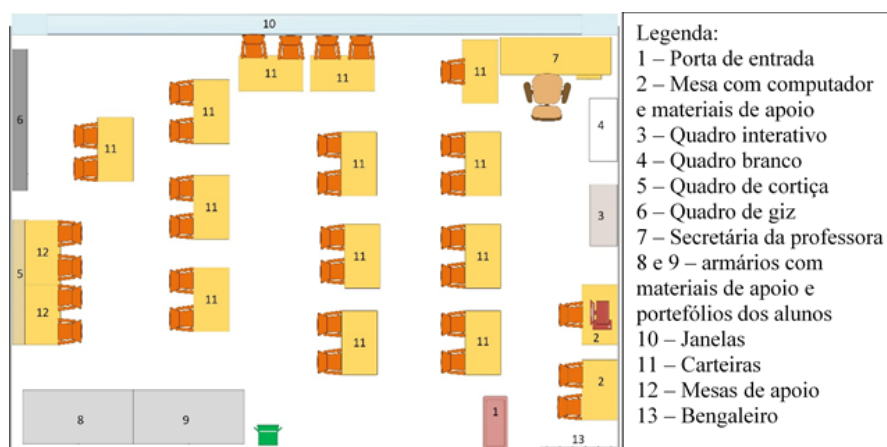 10
11
11
11
7
6
11
11
4
11
11
11
3
12
5
11
11
12
11
2
11
11
2
8
9
1
13
Legenda:
1 – Porta de entrada
2 – Mesa com computador
e materiais de apoio
3 – Quadro interativo
4 – Quadro branco
5 – Quadro de cortiça
6 – Quadro de giz
7 – Secretária da professora
8 e 9 – armários com
materiais de apoio e
portefólios dos alunos
10 – Janelas
11 – Carteiras
12 – Mesas de apoio
13 – Bengaleiro